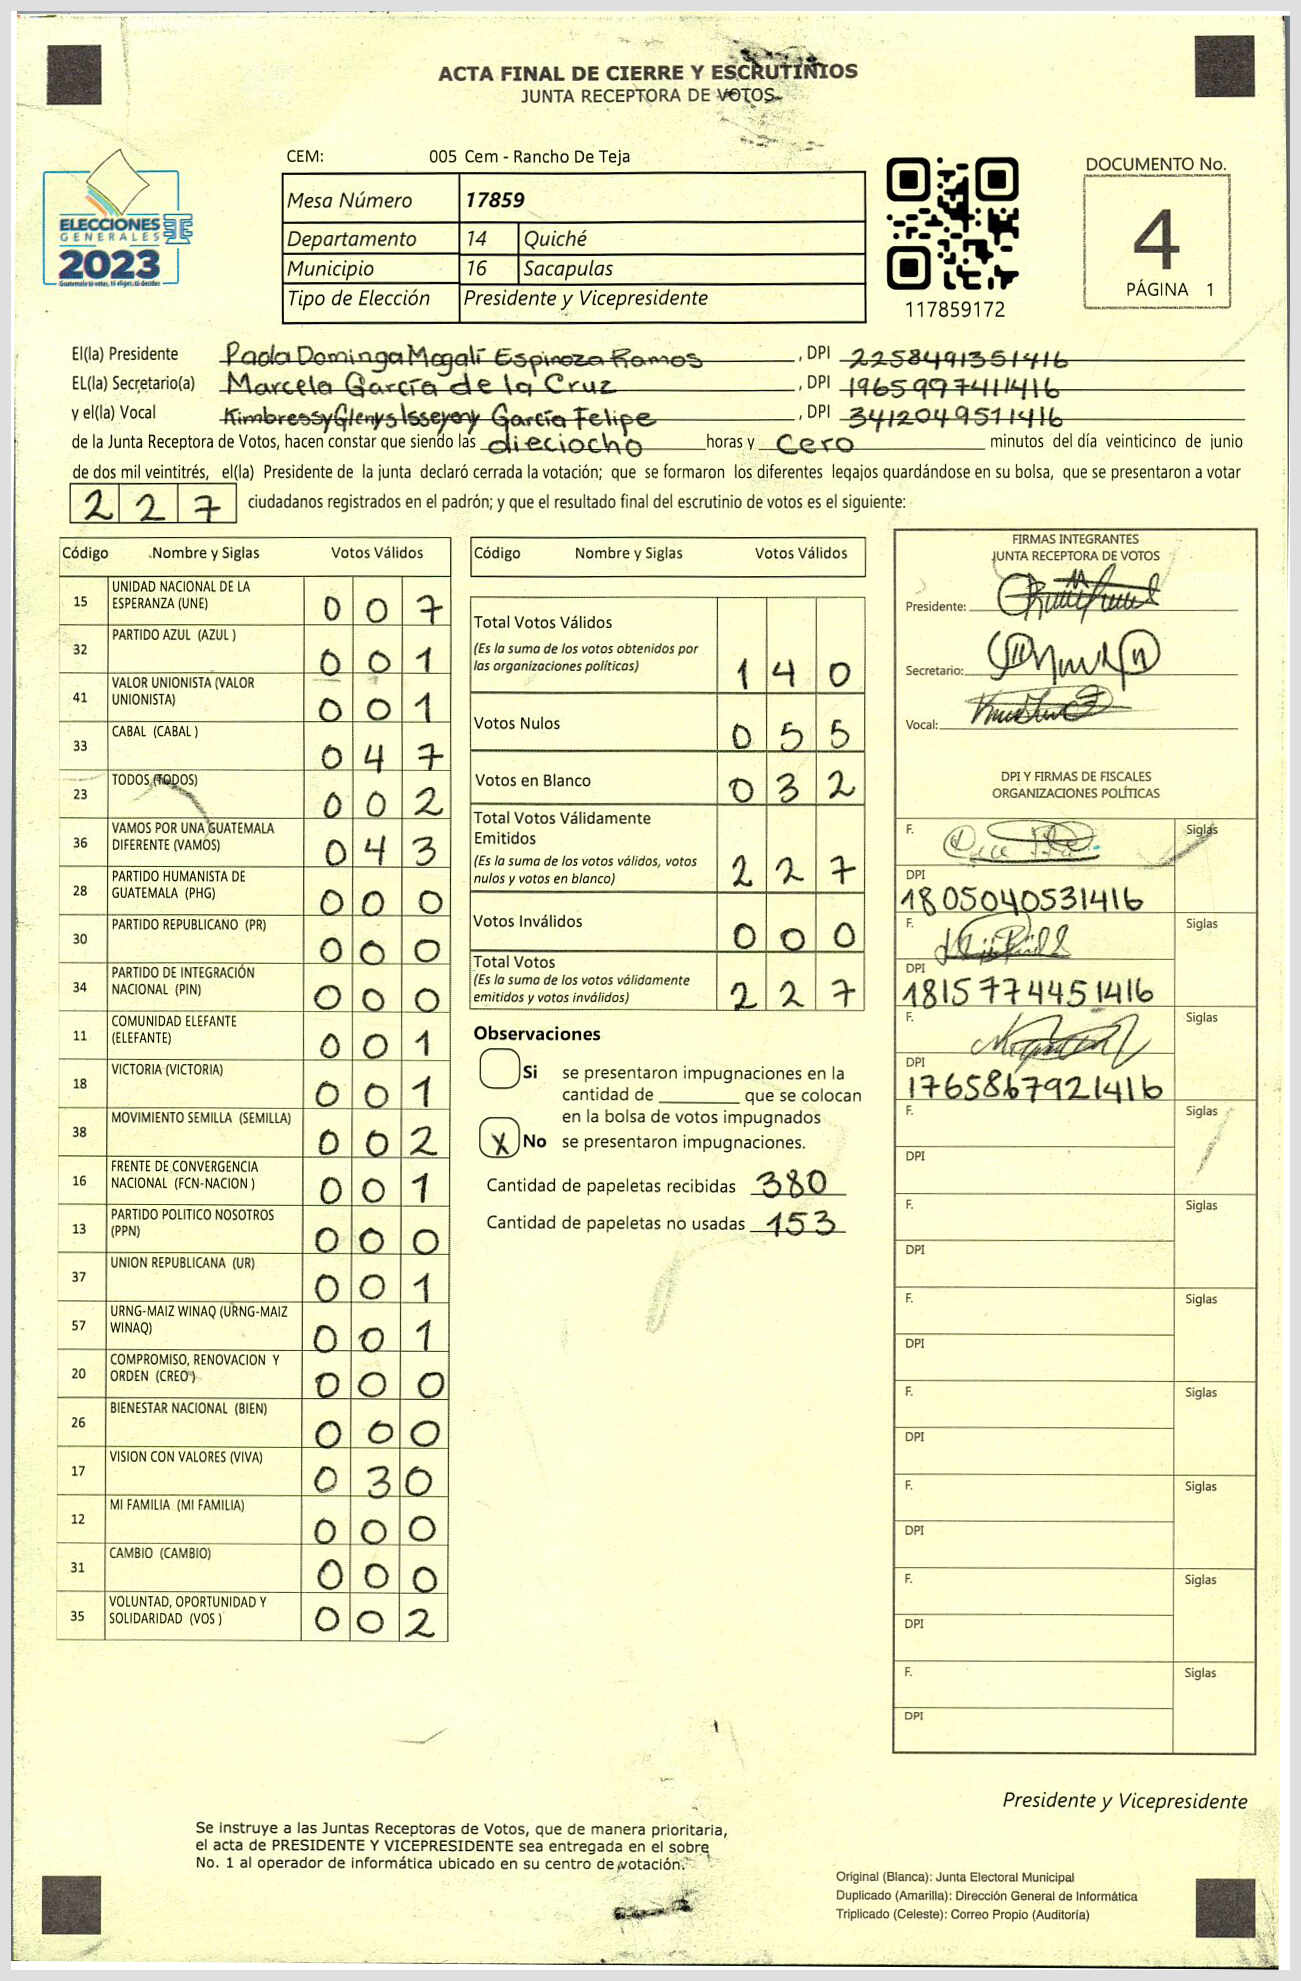 ACTA FINAL DE CIERRE Y ESCRUTINIOS
JUNTA RECEPTORA DE VOTOS
CEM: 005 Cem - Rancho De Teja
ELECCIONES
GENERALES
2023
Mesa Número 17859
Departamento 14 Quiché
Municipio 16 Sacapulas
Tipo de Elección Presidente y Vicepresidente
117859172
DOCUMENTO No.
4
PÁGINA 1
El(la) Presidente Paola Dominga Magalí Espinoza Ramos, DPI 2258491351416
EL(la) Secretario(a) Marcela García de la Cruz, DPI 1965997411416
y el(la) Vocal Kimbressy Glenys Isseyeny García Felipe, DPI 3412049511416
de la Junta Receptora de Votos, hacen constar que siendo las dieciocho horas y cero minutos del día veinticinco de junio
de dos mil veintitrés, el(la) Presidente de la junta declaró cerrada la votación; que se formaron los diferentes legajos quardándose en su bolsa, que se presentaron a votar
227 ciudadanos registrados en el padrón; y que el resultado final del escrutinio de votos es el siguiente:
Código Nombre y Siglas Votos Válidos
15 UNIDAD NACIONAL DE LA ESPERANZA (UNE) 0 0 7
32 PARTIDO AZUL (AZUL ) 0 0 1
41 VALOR UNIONISTA (VALOR UNIONISTA) 0 0 1
33 CABAL (CABAL ) 0 4 7
23 TODOS (TODOS) 0 0 2
36 VAMOS POR UNA GUATEMALA DIFERENTE (VAMOS) 0 4 3
28 PARTIDO HUMANISTA DE GUATEMALA (PHG) 0 0 0
30 PARTIDO REPUBLICANO (PR) 0 0 0
34 PARTIDO DE INTEGRACIÓN NACIONAL (PIN) 0 0 0
11 COMUNIDAD ELEFANTE (ELEFANTE) 0 0 1
18 VICTORIA (VICTORIA) 0 0 1
38 MOVIMIENTO SEMILLA (SEMILLA) 0 0 2
16 FRENTE DE CONVERGENCIA NACIONAL (FCN-NACION ) 0 0 1
13 PARTIDO POLITICO NOSOTROS (PPN) 0 0 0
37 UNION REPUBLICANA (UR) 0 0 1
57 URNG-MAIZ WINAQ (URNG-MAIZ WINAQ) 0 0 1
20 COMPROMISO, RENOVACION Y ORDEN (CREO ) 0 0 0
26 BIENESTAR NACIONAL (BIEN) 0 0 0
17 VISION CON VALORES (VIVA) 0 3 0
12 MI FAMILIA (MI FAMILIA) 0 0 0
31 CAMBIO (CAMBIO) 0 0 0
35 VOLUNTAD, OPORTUNIDAD Y SOLIDARIDAD (VOS ) 0 0 2
Código Nombre y Siglas Votos Válidos
Total Votos Válidos
(Es la suma de los votos obtenidos por
las organizaciones políticas) 1 4 0
Votos Nulos 0 5 5
Votos en Blanco 0 3 2
Total Votos Válidamente
Emitidos
(Es la suma de los votos válidos, votos
nulos y votos en blanco) 2 2 7
Votos Inválidos 0 0 0
Total Votos
(Es la suma de los votos válidamente
emitidos y votos inválidos) 2 2 7
Observaciones
Si se presentaron impugnaciones en la
cantidad de ________ que se colocan
en la bolsa de votos impugnados
X No se presentaron impugnaciones.
Cantidad de papeletas recibidas 380
Cantidad de papeletas no usadas 153
FIRMAS INTEGRANTES
JUNTA RECEPTORA DE VOTOS
Presidente:
Secretario:
Vocal:
DPI Y FIRMAS DE FISCALES
ORGANIZACIONES POLÍTICAS
F. Siglas
DPI
1805040531416
F. Siglas
DPI
1815774451416
F. Siglas
DPI
1765867921416
F. Siglas
DPI
F. Siglas
DPI
F. Siglas
DPI
F. Siglas
DPI
F. Siglas
DPI
F. Siglas
DPI
F. Siglas
DPI
Presidente y Vicepresidente
Se instruye a las Juntas Receptoras de Votos, que de manera prioritaria,
el acta de PRESIDENTE Y VICEPRESIDENTE sea entregada en el sobre
No. 1 al operador de informática ubicado en su centro de votación.
Original (Blanca): Junta Electoral Municipal
Duplicado (Amarilla): Dirección General de Informática
Triplicado (Celeste): Correo Propio (Auditoría)